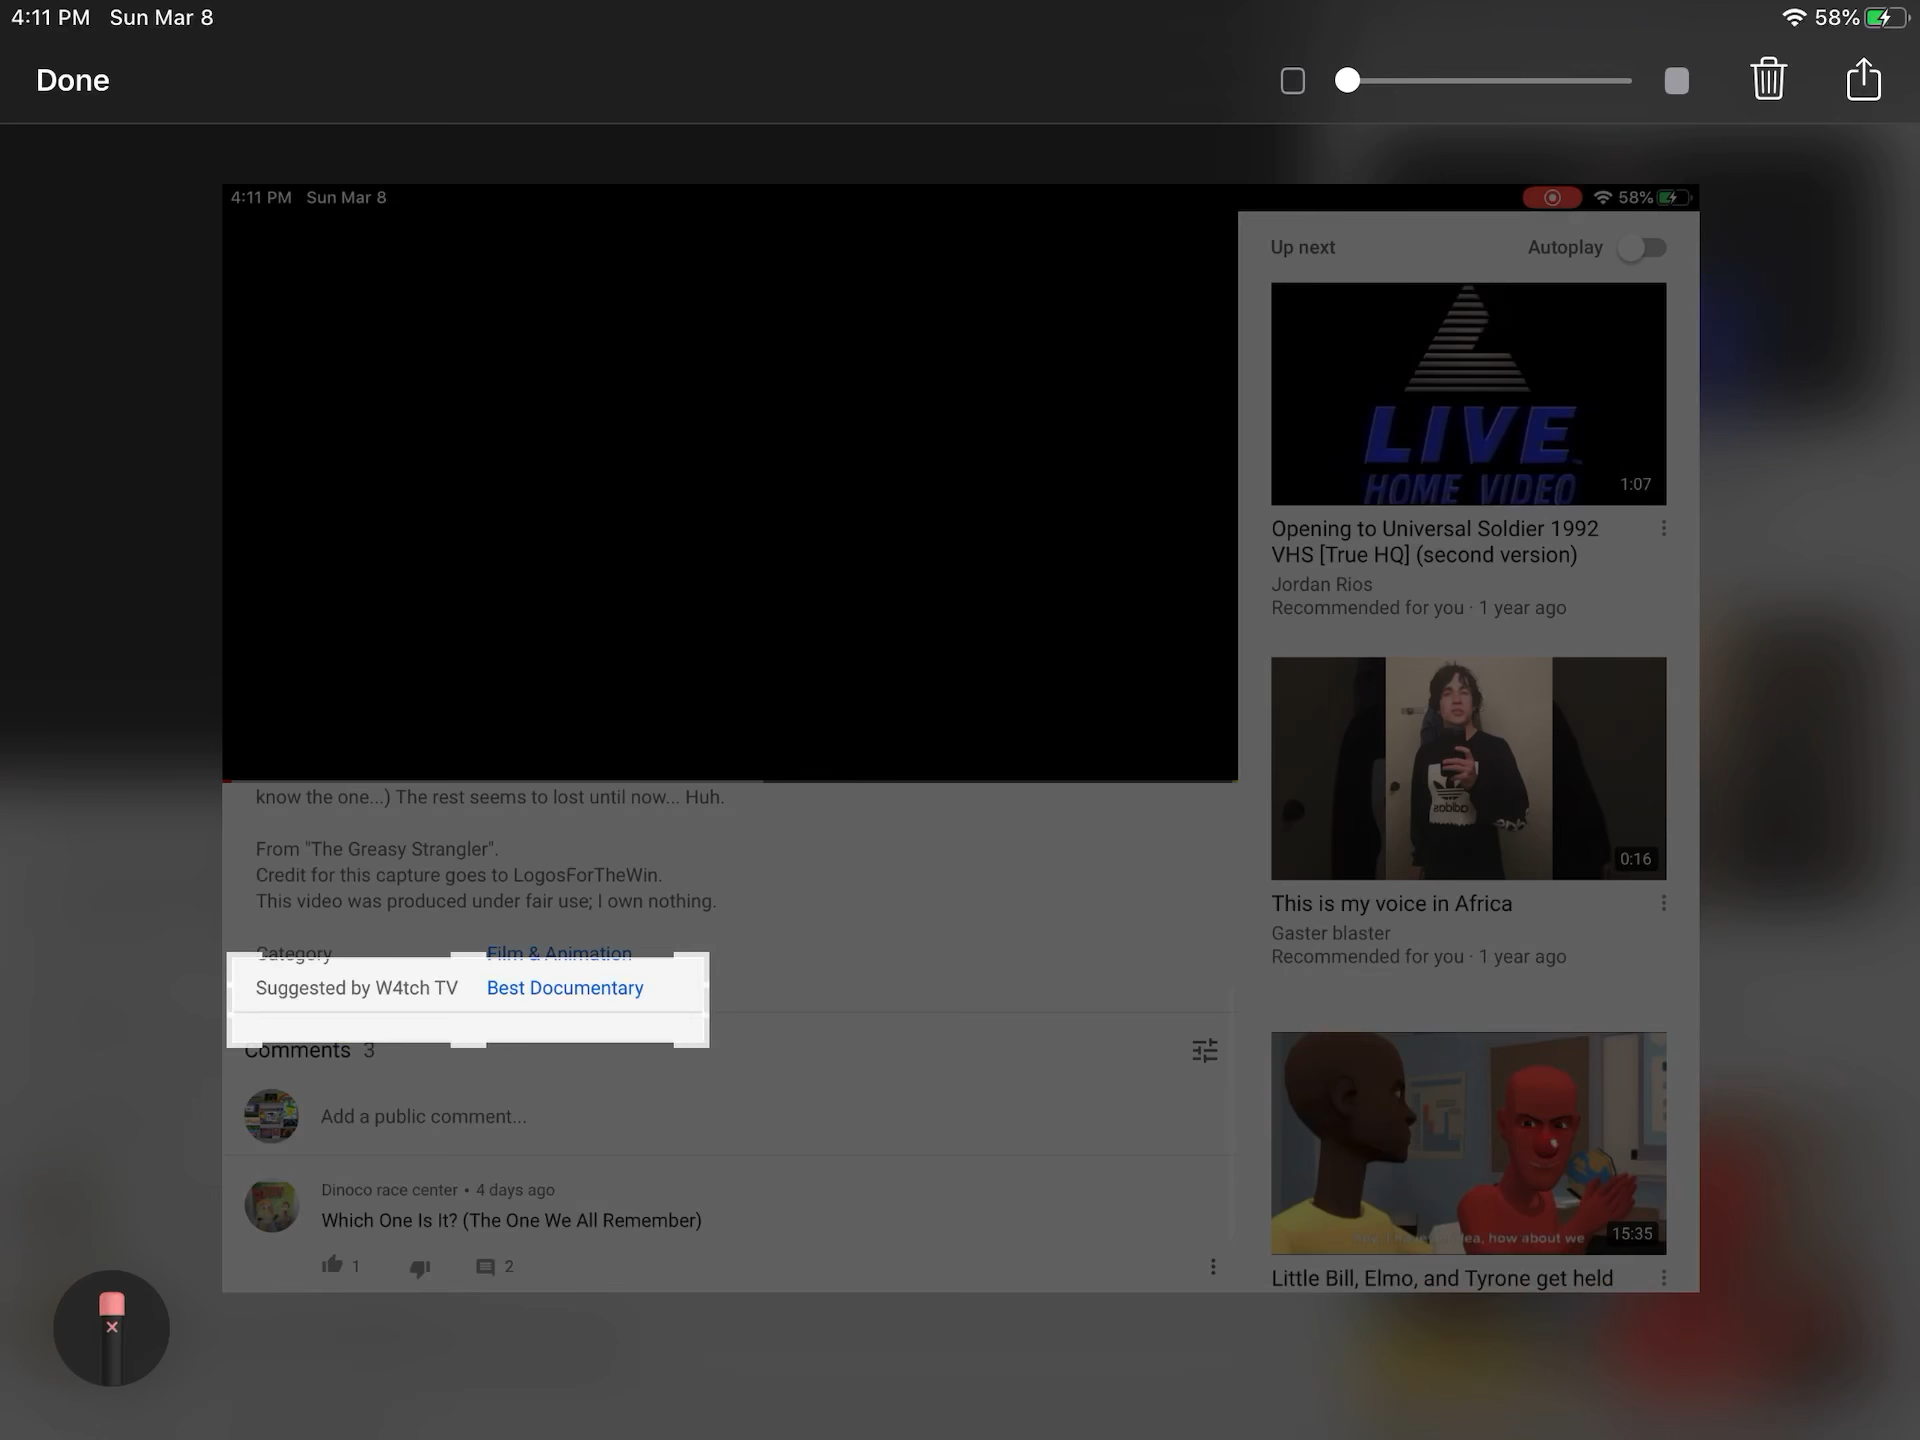 4:11 PM Sun Mar 8
58%
Done
4:11 PM Sun Mar 8
58%
Up next
Autoplay
LIVE
HOME VIDEO
1:07
Opening to Universal Soldier 1992
VHS [True HQ] (second version)
Jordan Rios
Recommended for you · 1 year ago
0:16
This is my voice in Africa
Gaster blaster
Recommended for you · 1 year ago
how about we
15:35
Little Bill, Elmo, and Tyrone get held
know the one...) The rest seems to lost until now... Huh.
From "The Greasy Strangler".
Credit for this capture goes to LogosForTheWin.
This video was produced under fair use; I own nothing.
Category Film & Animation
Suggested by W4tch TV Best Documentary
Comments 3
Add a public comment...
Dinoco race center • 4 days ago
Which One Is It? (The One We All Remember)
1 2